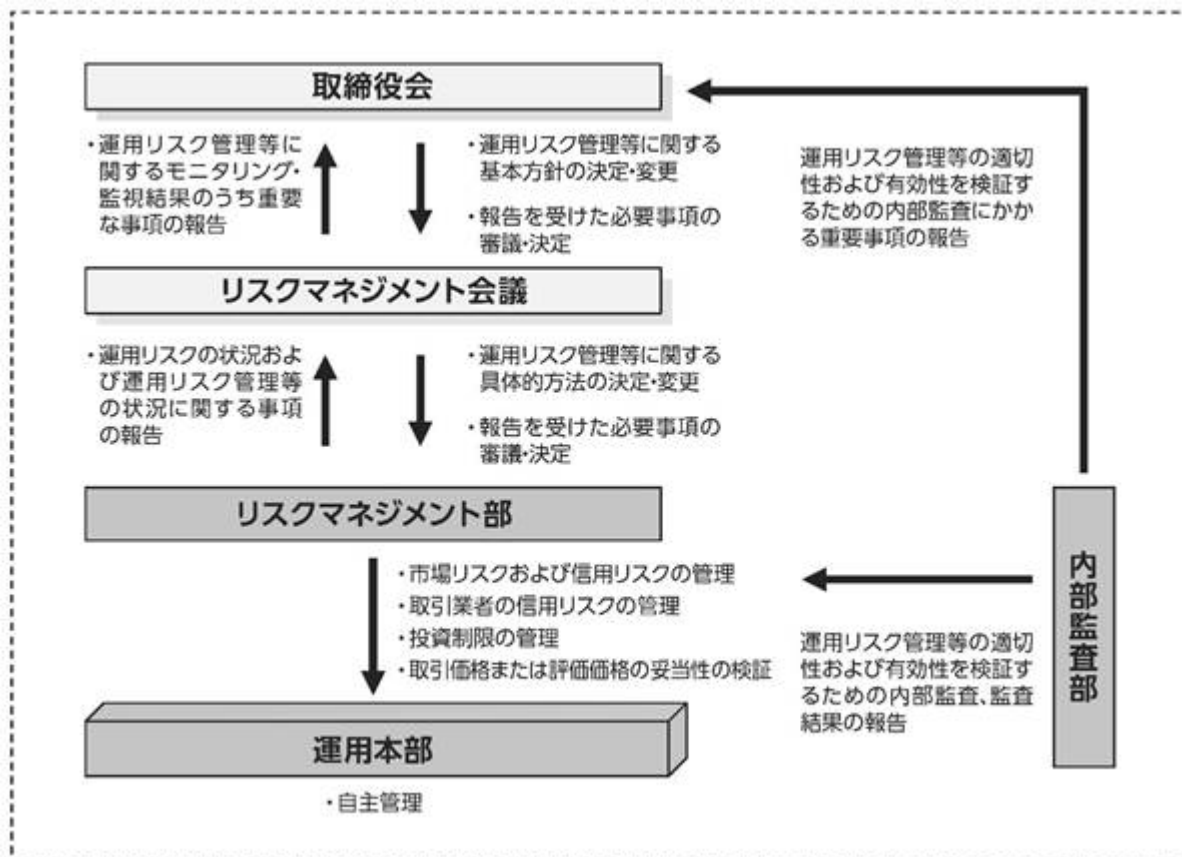 取締役会
・運用リスク管理等に
関するモニタリング・
監視結果のうち重要
な事項の報告
・運用リスク管理等に関する
基本方針の決定・変更
・報告を受けた必要事項の
審議・決定
運用リスク管理等の適切
性および有効性を検証す
るための内部監査にかか
る重要事項の報告
リスクマネジメント会議
・運用リスクの状況およ
び運用リスク管理等
の状況に関する事項
の報告
・運用リスク管理等に関する
具体的方法の決定・変更
・報告を受けた必要事項の
審議・決定
リスクマネジメント部
・市場リスクおよび信用リスクの管理
・取引業者の信用リスクの管理
・投資制限の管理
・取引価格または評価価格の妥当性の検証
運用リスク管理等の適切
性および有効性を検証す
るための内部監査、監査
結果の報告
内部監査部
運用本部
・自主管理